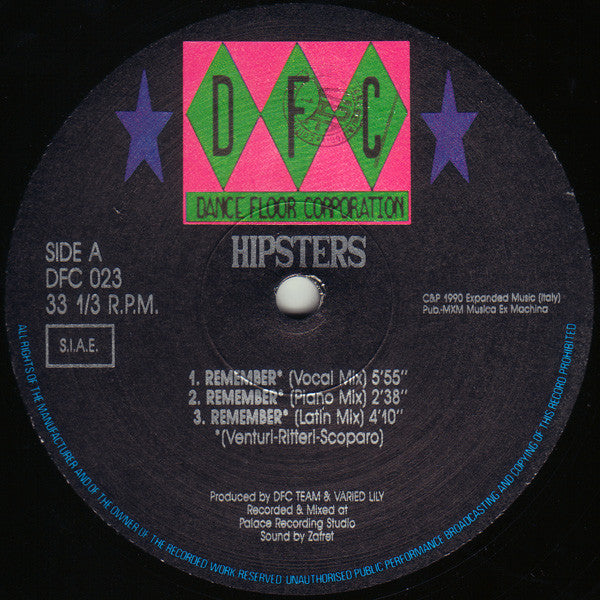 DFC
DANCE FLOOR CORPORATION
HIPSTERS
SIDE A
DFC 023
33 1/3 R.P.M.
S.I.A.E.
C&P 1990 Expanded Music (Italy)
Pub.-MXM Musica Ex Machina
1. REMEMBER* (Vocal Mix) 5'55"
2. REMEMBER* (Piano Mix) 2'38"
3. REMEMBER* (Latin Mix) 4'10"
*(Venturi-Ritteri-Scoparo)
Produced by DFC TEAM & VARIED LILY
Recorded & Mixed at
Palace Recording Studio
Sound by Zafret
ALL RIGHTS OF THE MANUFACTURER AND OF THE OWNER OF THE RECORDED WORK RESERVED UNAUTHORISED PUBLIC PERFORMANCE BROADCASTING AND COPYING OF THIS RECORD PROHIBITED